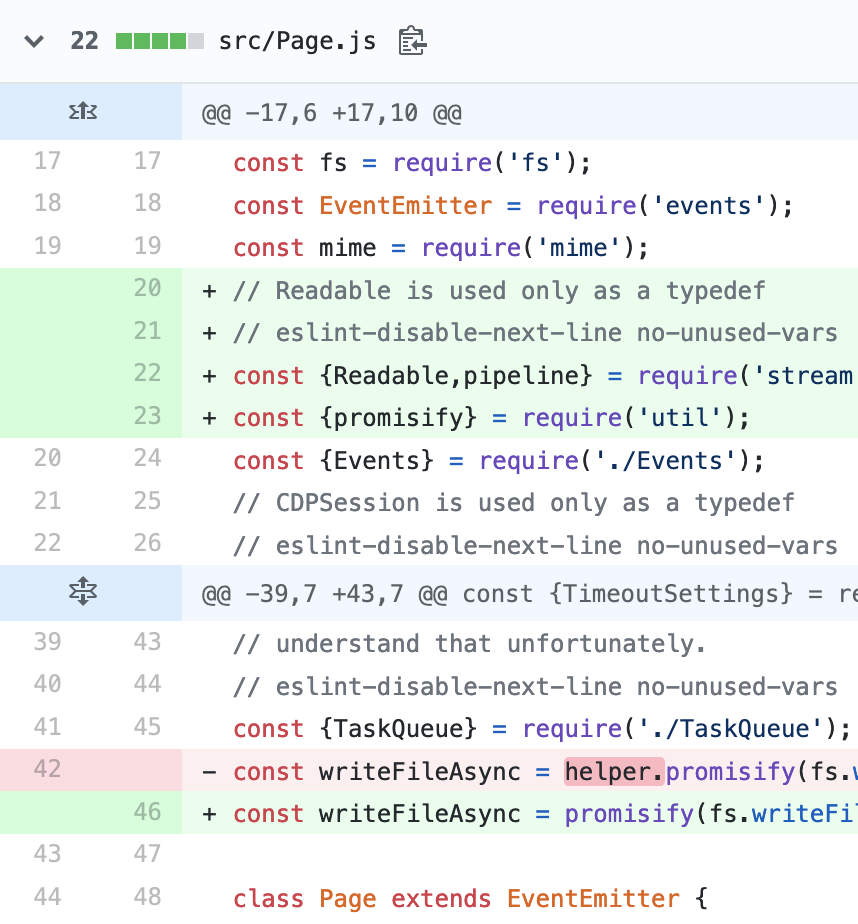 22 src/Page.js
@@ -17,6 +17,10 @@
17 17 const fs = require('fs');
18 18 const EventEmitter = require('events');
19 19 const mime = require('mime');
20 + // Readable is used only as a typedef
21 + // eslint-disable-next-line no-unused-vars
22 + const {Readable,pipeline} = require('stream
23 + const {promisify} = require('util');
20 24 const {Events} = require('./Events');
21 25 // CDPSession is used only as a typedef
22 26 // eslint-disable-next-line no-unused-vars
@@ -39,7 +43,7 @@ const {TimeoutSettings} = re
39 43 // understand that unfortunately.
40 44 // eslint-disable-next-line no-unused-vars
41 45 const {TaskQueue} = require('./TaskQueue');
42 - const writeFileAsync = helper.promisify(fs.w
46 + const writeFileAsync = promisify(fs.writeFi
43 47
44 48 class Page extends EventEmitter {